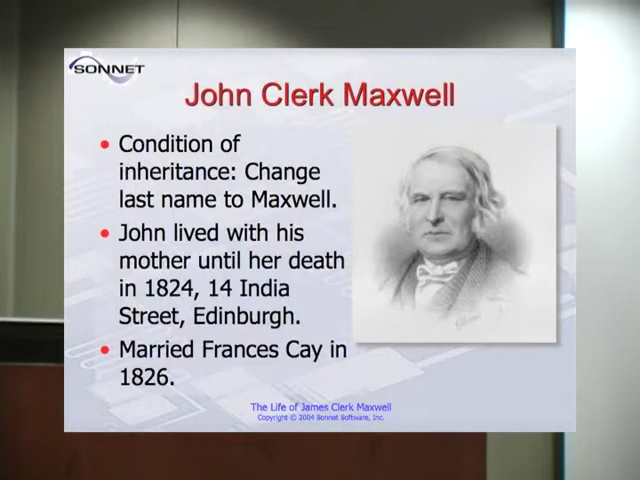 SONNET
John Clerk Maxwell
• Condition of
inheritance: Change
last name to Maxwell.
• John lived with his
mother until her death
in 1824, 14 India
Street, Edinburgh.
• Married Frances Cay in
1826.
The Life of James Clerk Maxwell
Copyright © 2004 Sonnet Software, Inc.